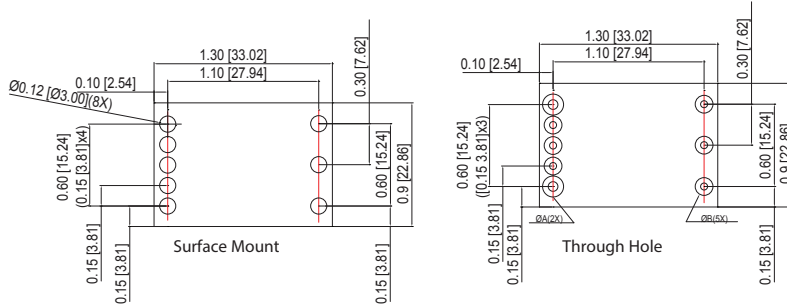 1.30 [33.02]
1.10 [27.94]
0.10 [2.54]
0.30 [7.62]
Ø0.12 [Ø3.00](8X)
0.60 [15.24]
(0.15 [3.81]x4)
0.15 [3.81]
0.15 [3.81]
0.60 [15.24]
0.9 [22.86]
0.15 [3.81]
Surface Mount
1.30 [33.02]
1.10 [27.94]
0.10 [2.54]
0.30 [7.62]
0.60 [15.24]
([0.15 3.81]x3)
0.15 [3.81]
0.15 [3.81]
0.60 [15.24]
0.9 [22.86]
0.15 [3.81]
ØA(2X)
ØB(5X)
Through Hole